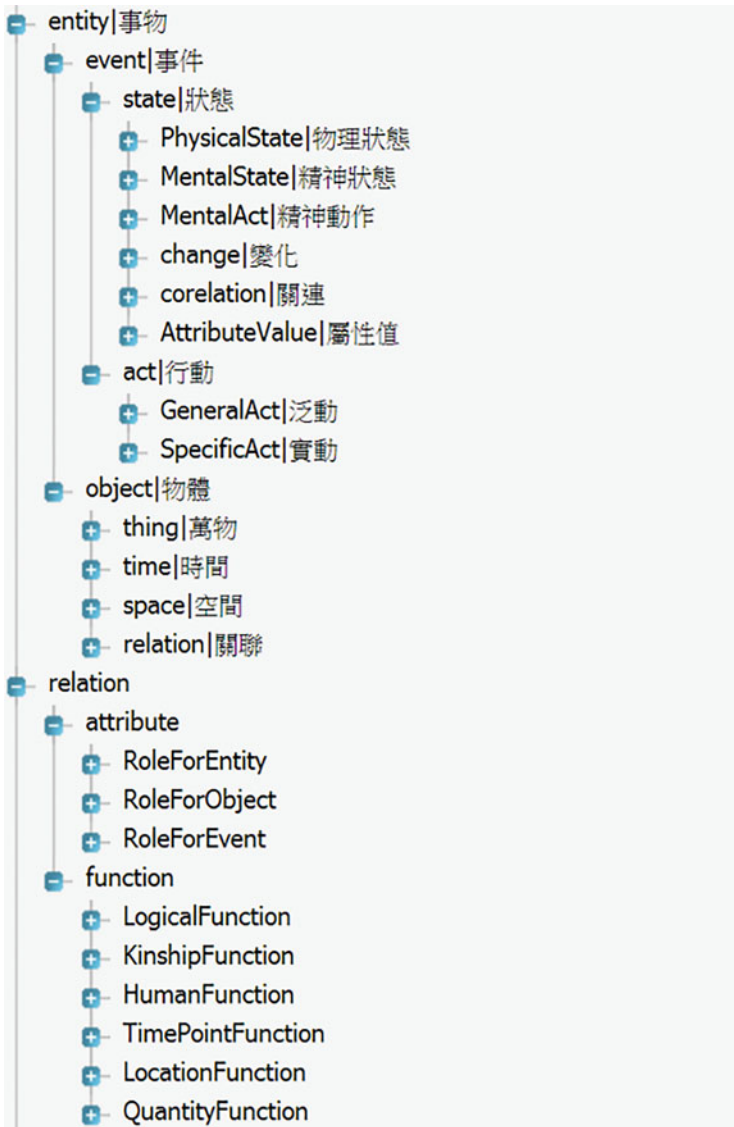 entity|事物
event|事件
state|狀態
PhysicalState|物理狀態
MentalState|精神狀態
MentalAct|精神動作
change|變化
corelation|關連
AttributeValue|屬性值
act|行動
GeneralAct|泛動
SpecificAct|實動
object|物體
thing|萬物
time|時間
space|空間
relation|關聯
relation
attribute
RoleForEntity
RoleForObject
RoleForEvent
function
LogicalFunction
KinshipFunction
HumanFunction
TimePointFunction
LocationFunction
QuantityFunction